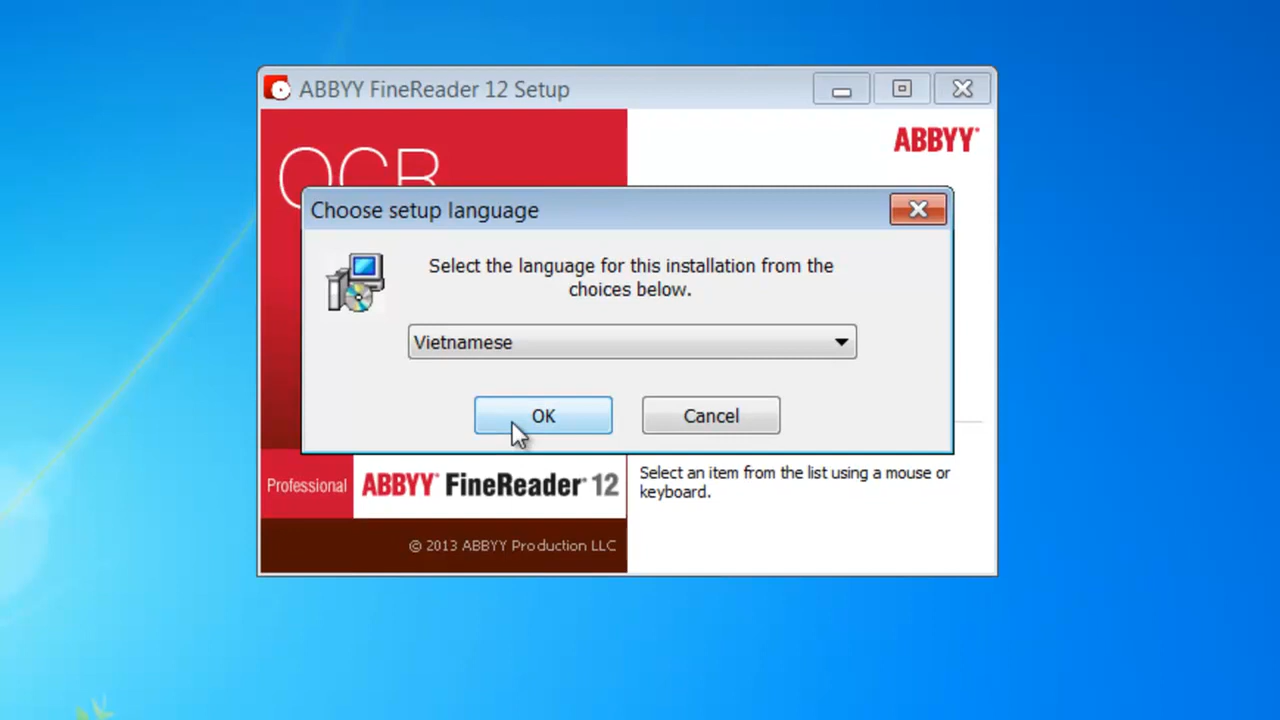 ABBYY FineReader 12 Setup
ABBYY
OCR
Choose setup language
Select the language for this installation from the
choices below.
Vietnamese
OK
Cancel
Professional
ABBYY FineReader 12
Select an item from the list using a mouse or
keyboard.
© 2013 ABBYY Production LLC